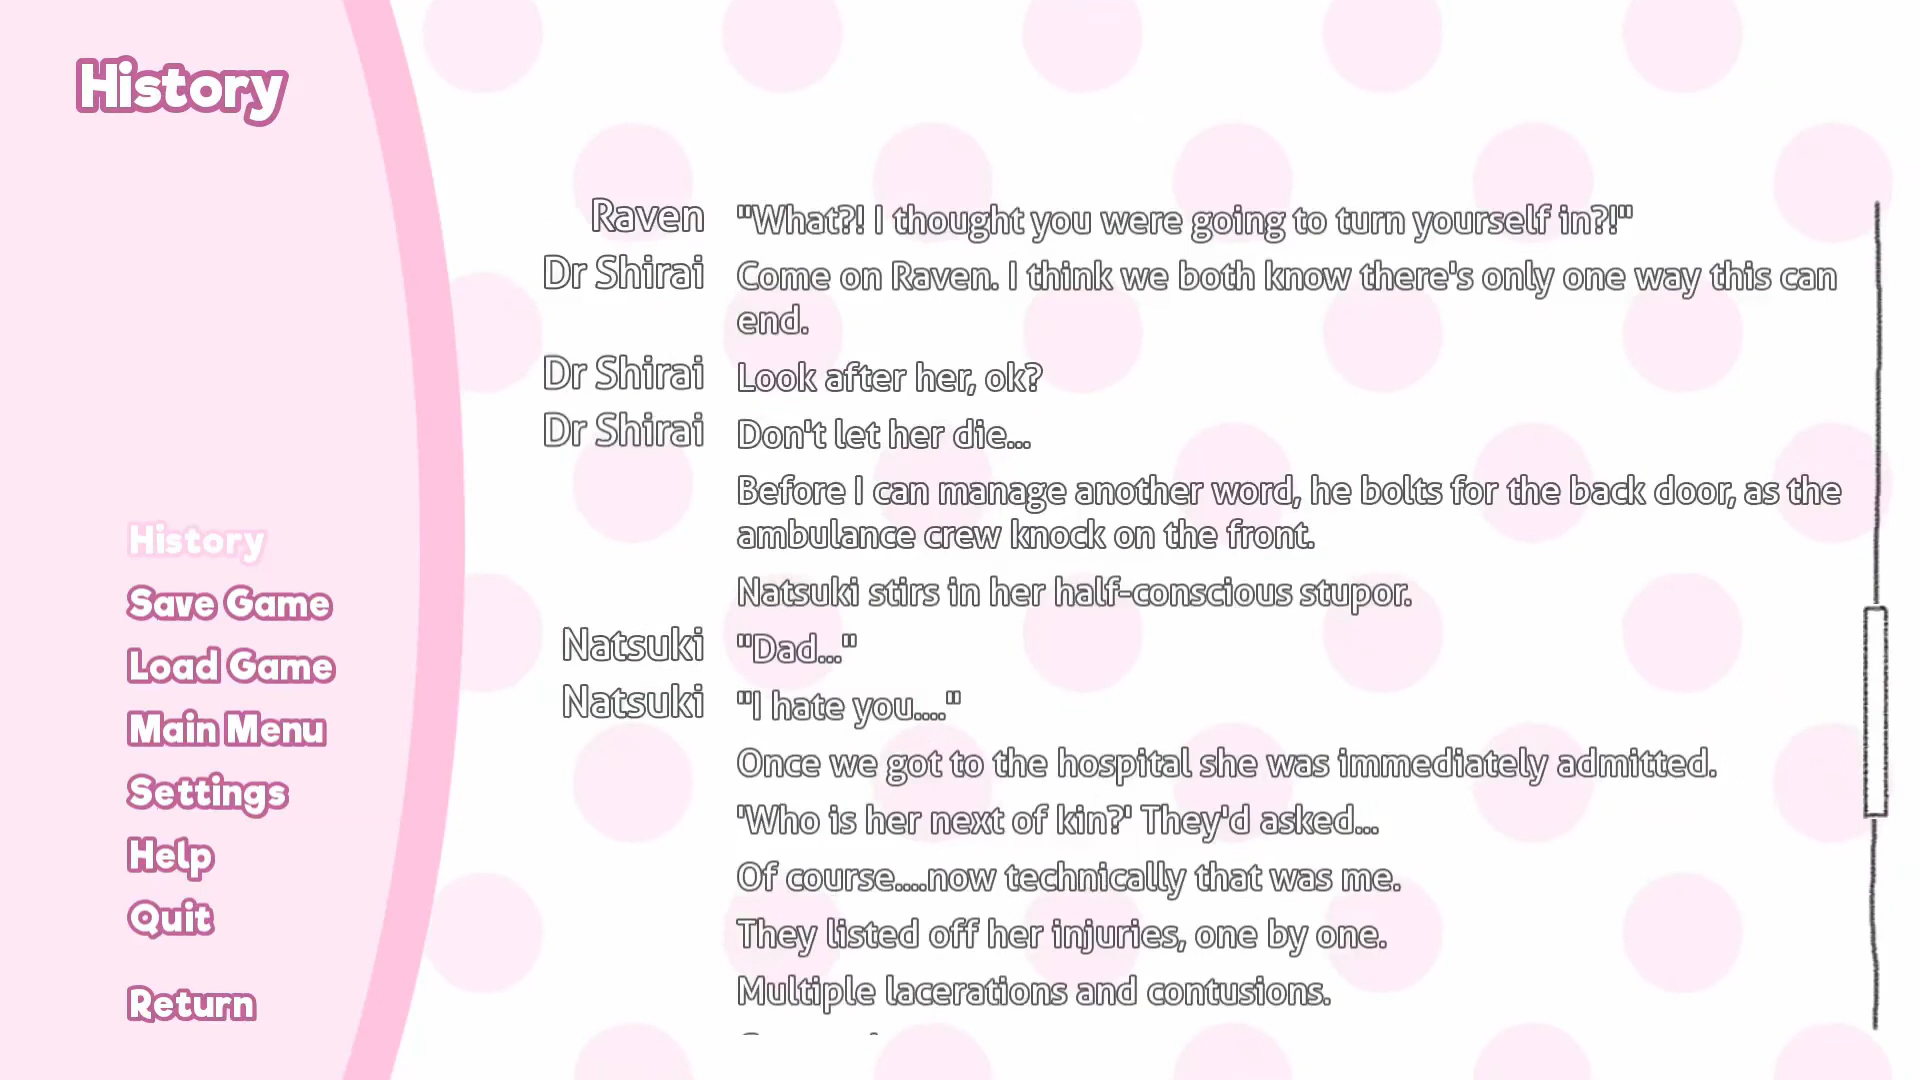 History
Raven "What?! I thought you were going to turn yourself in?!"
Dr Shirai Come on Raven. I think we both know there's only one way this can
end.
Dr Shirai Look after her, ok?
Dr Shirai Don't let her die...
Before I can manage another word, he bolts for the back door, as the
ambulance crew knock on the front.
Natsuki stirs in her half-conscious stupor.
Natsuki "Dad..."
Natsuki "I hate you...."
Once we got to the hospital she was immediately admitted.
'Who is her next of kin?' They'd asked...
Of course....now technically that was me.
They listed off her injuries, one by one.
Multiple lacerations and contusions.
History
Save Game
Load Game
Main Menu
Settings
Help
Quit
Return